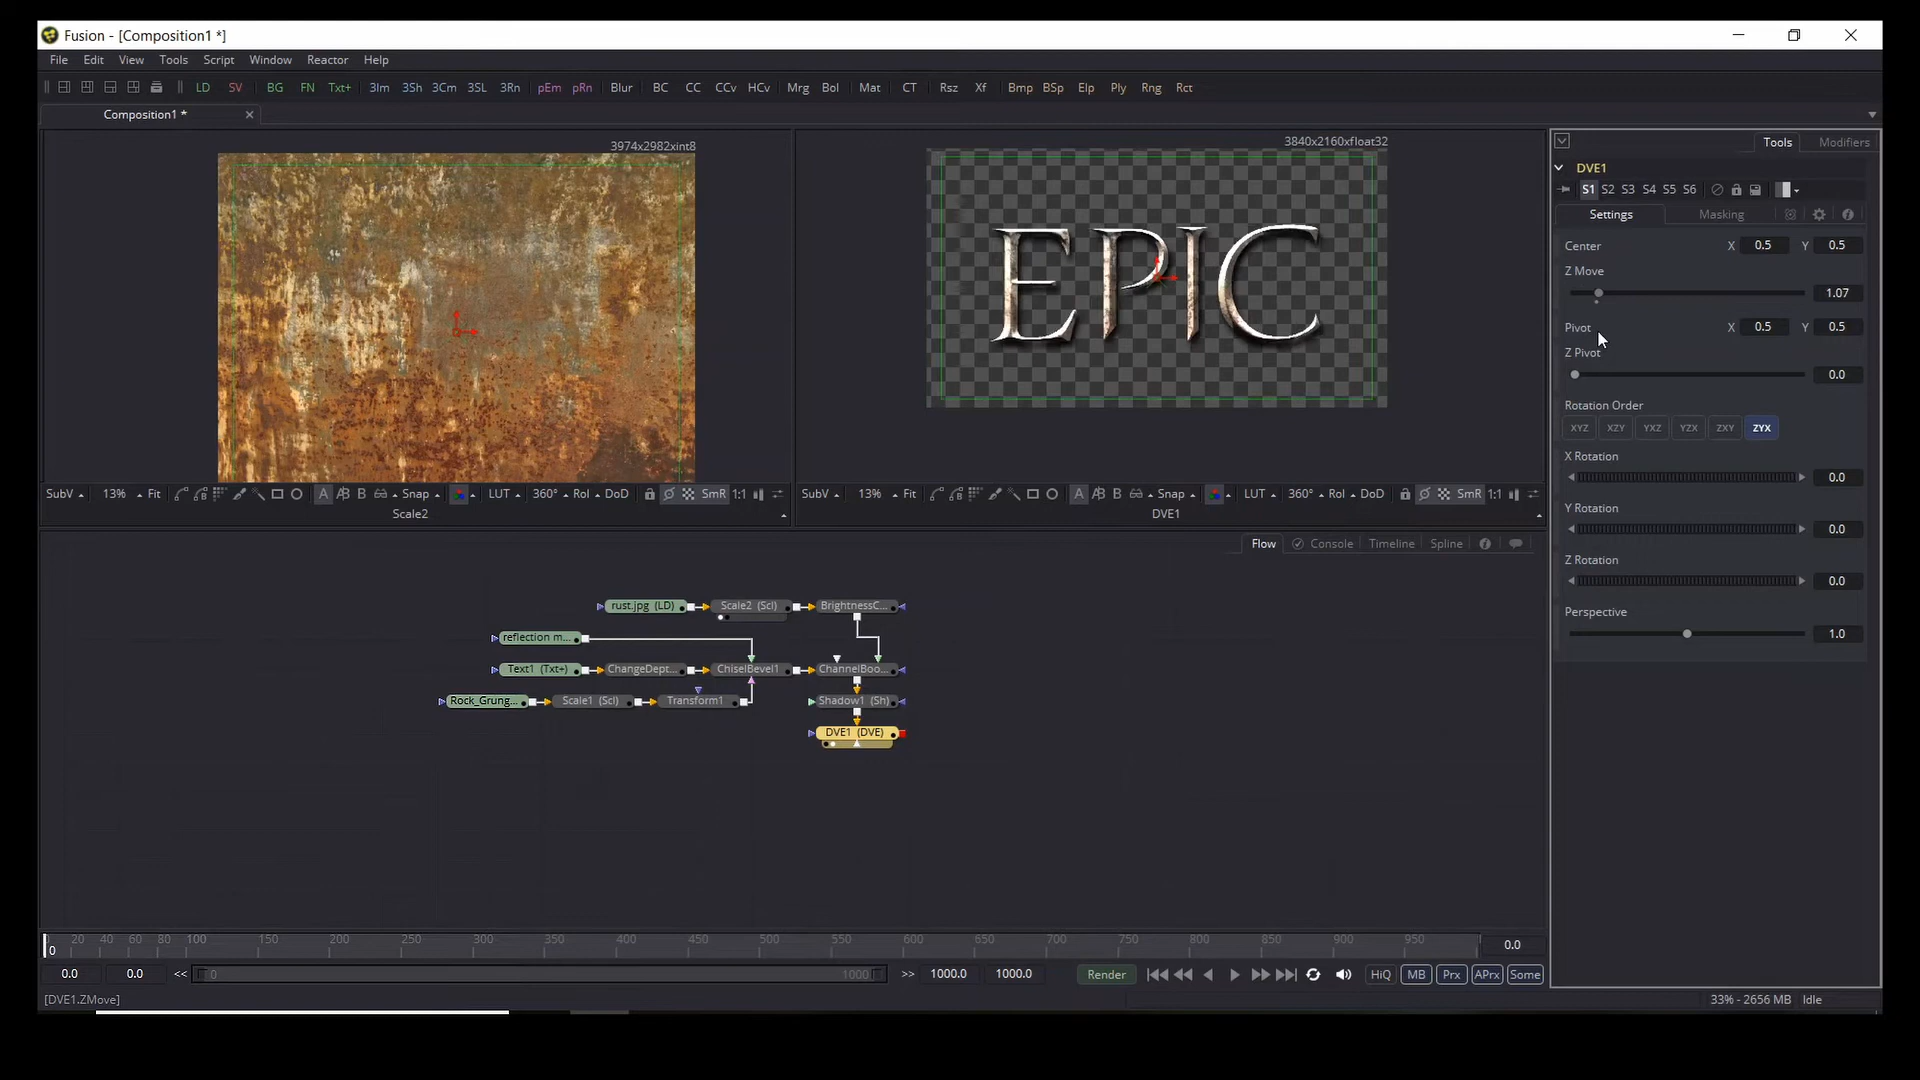 Fusion - [Composition1 *]
File Edit View Tools Script Window Reactor Help
LD SV BG FN Txt+ 3Im 3Sh 3Cm 3SL 3Rn pEm pRn Blur BC CC CCv HCv Mrg Bol Mat CT Rsz Xf Bmp BSp Elp Ply Rng Rct
Composition1 *
3974x2982xint8
3840x2160xfloat32
EPIC
SubV 13% Fit A B Snap LUT 360° Rol DoD SmR 1:1
Scale2
SubV 13% Fit A B Snap LUT 360° Rol DoD SmR 1:1
DVE1
Tools Modifiers
DVE1
S1 S2 S3 S4 S5 S6
Settings Masking
Center X 0.5 Y 0.5
Z Move
1.07
Pivot X 0.5 Y 0.5
Z Pivot
0.0
Rotation Order
XYZ XZY YXZ YZX ZXY ZYX
X Rotation
0.0
Y Rotation
0.0
Z Rotation
0.0
Perspective
1.0
Flow Console Timeline Spline
rust.jpg (LD) Scale2 (Scl) BrightnessC...
reflection m...
Text1 (Txt+) ChangeDept... ChiselBevel1 ChannelBoo...
Rock_Grung... Scale1 (Scl) Transform1 Shadow1 (Sh)
DVE1 (DVE)
0 20 40 60 80 100 150 200 250 300 350 400 450 500 550 600 650 700 750 800 850 900 950 0.0
0.0 0.0 << 0 1000 >> 1000.0 1000.0 Render HiQ MB Prx APrx Some
[DVE1.ZMove] 33% - 2656 MB Idle